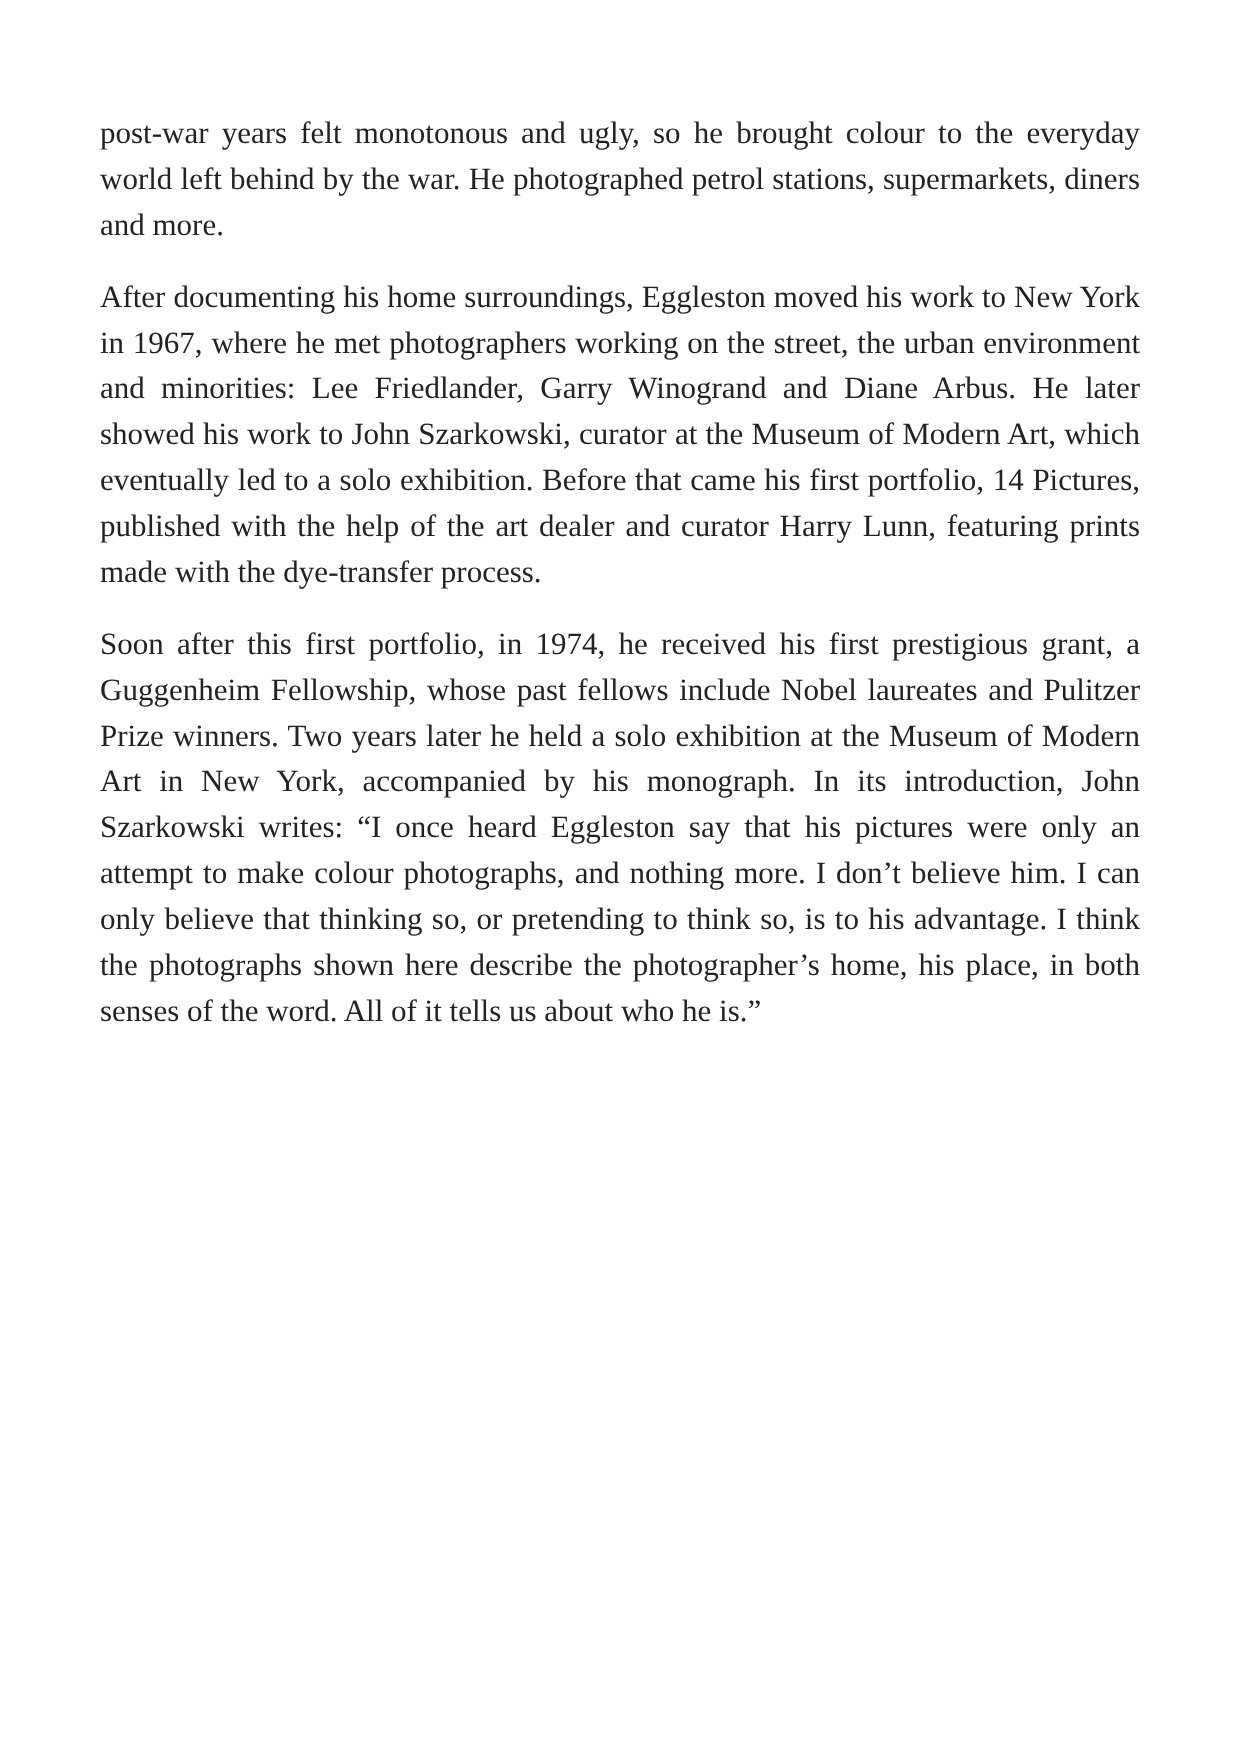 post-war years felt monotonous and ugly, so he brought colour to the everyday
world left behind by the war. He photographed petrol stations, supermarkets, diners
and more.
After documenting his home surroundings, Eggleston moved his work to New York
in 1967, where he met photographers working on the street, the urban environment
and minorities: Lee Friedlander, Garry Winogrand and Diane Arbus. He later
showed his work to John Szarkowski, curator at the Museum of Modern Art, which
eventually led to a solo exhibition. Before that came his first portfolio, 14 Pictures,
published with the help of the art dealer and curator Harry Lunn, featuring prints
made with the dye-transfer process.
Soon after this first portfolio, in 1974, he received his first prestigious grant, a
Guggenheim Fellowship, whose past fellows include Nobel laureates and Pulitzer
Prize winners. Two years later he held a solo exhibition at the Museum of Modern
Art in New York, accompanied by his monograph. In its introduction, John
Szarkowski writes: “I once heard Eggleston say that his pictures were only an
attempt to make colour photographs, and nothing more. I don’t believe him. I can
only believe that thinking so, or pretending to think so, is to his advantage. I think
the photographs shown here describe the photographer’s home, his place, in both
senses of the word. All of it tells us about who he is.”